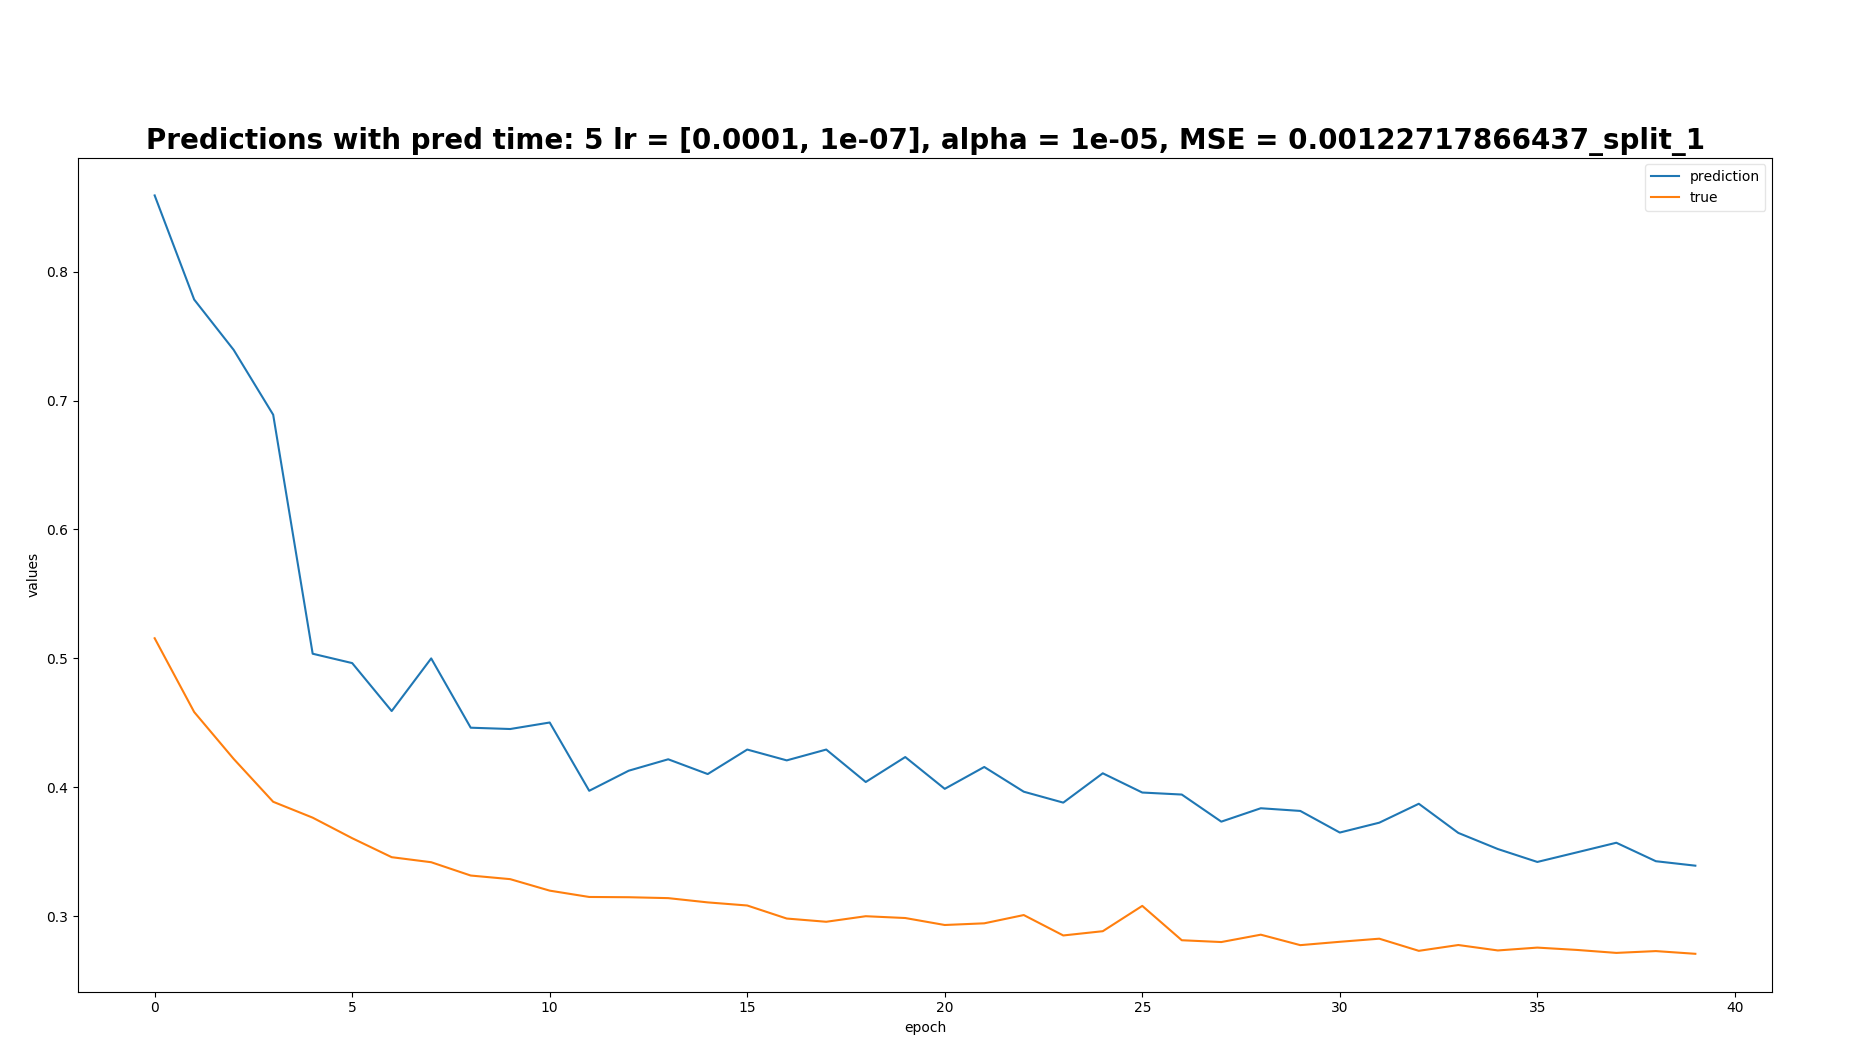 Predictions with pred time: 5 lr = [0.0001, 1e-07], alpha = 1e-05, MSE = 0.00122717866437_split_1
prediction
true
0.8
0.7
0.6
0.5
0.4
0.3
values
0 5 10 15 20 25 30 35 40
epoch